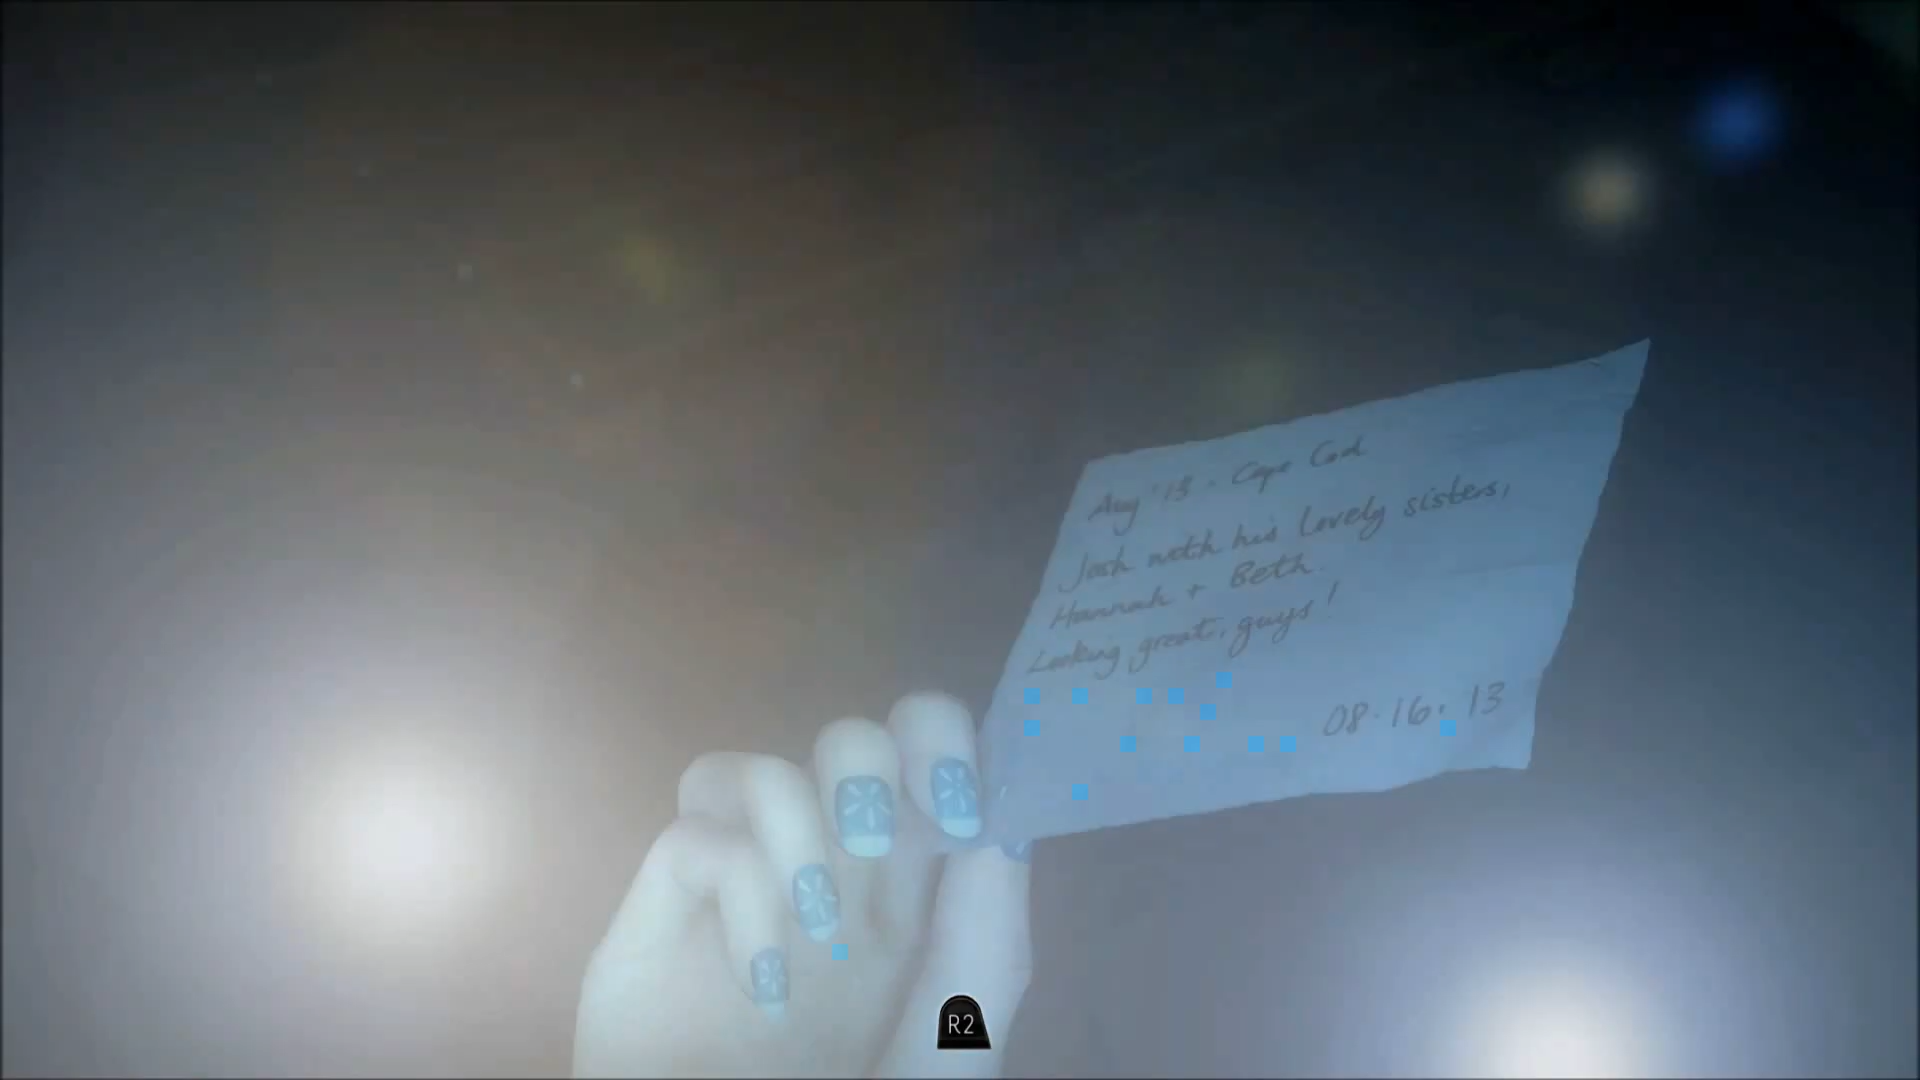 Aug '13 · Cape Cod
Josh with his lovely sisters,
Hannah + Beth.
Looking great, guys!
08·16·13
R2